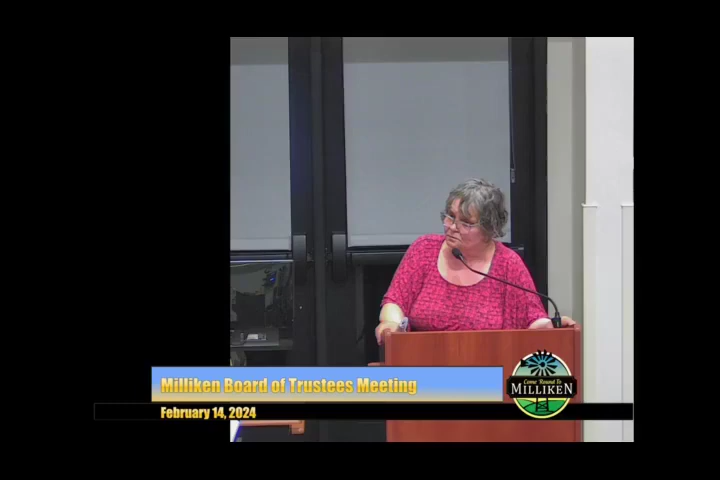 Milliken Board of Trustees Meeting
February 14, 2024
Come 'Round To
MILLIKEN